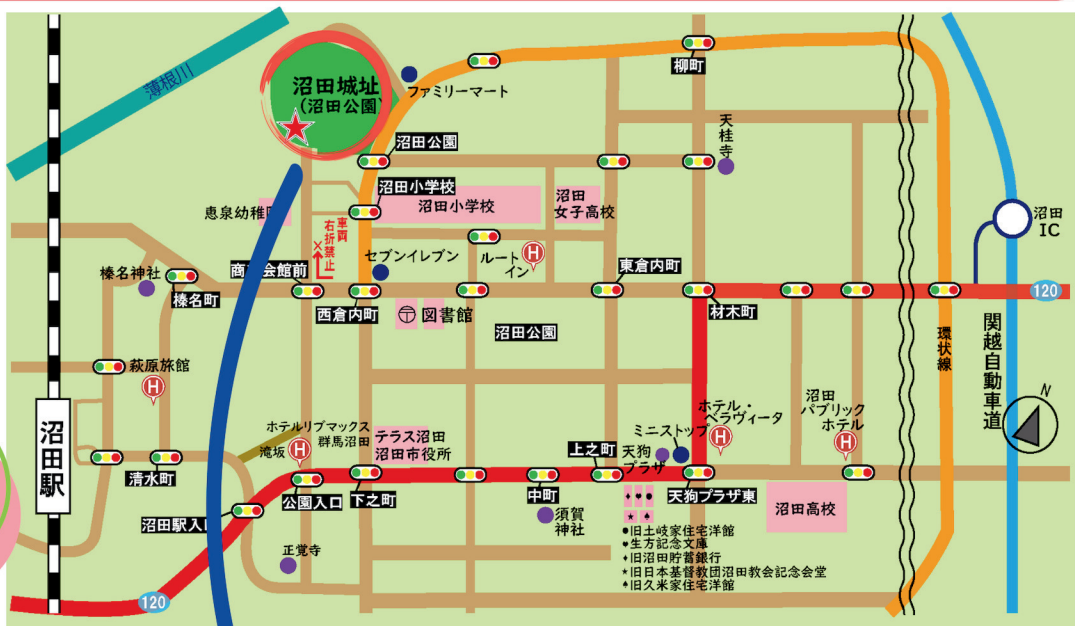 薄根川
沼田城址
(沼田公園)
ファミリーマート
柳町
天桂寺
沼田公園
沼田小学校
沼田小学校
沼田
女子高校
恵泉幼稚
車両
右折禁止
沼田
IC
セブンイレブン
ルート
イン
H
東倉内町
榛名神社
榛名町
商
会館前
西倉内町
〒
図書館
沼田公園
材木町
120
環状線
関越自動車道
N
萩原旅館
H
沼田駅
清水町
ホテルリブマックス
群馬沼田
滝坂
H
テラス沼田
沼田市役所
ホテル・
ベラヴィータ
H
ミニストップ
天狗
プラザ
沼田
パブリック
ホテル
H
上之町
公園入口
下之町
中町
天狗プラザ東
沼田駅入口
須賀
神社
沼田高校
♦♥●
★♠
正覚寺
●旧土岐家住宅洋館
♥生方記念文庫
♦旧沼田貯蓄銀行
★旧日本基督教団沼田教会記念会堂
♠旧久米家住宅洋館
120